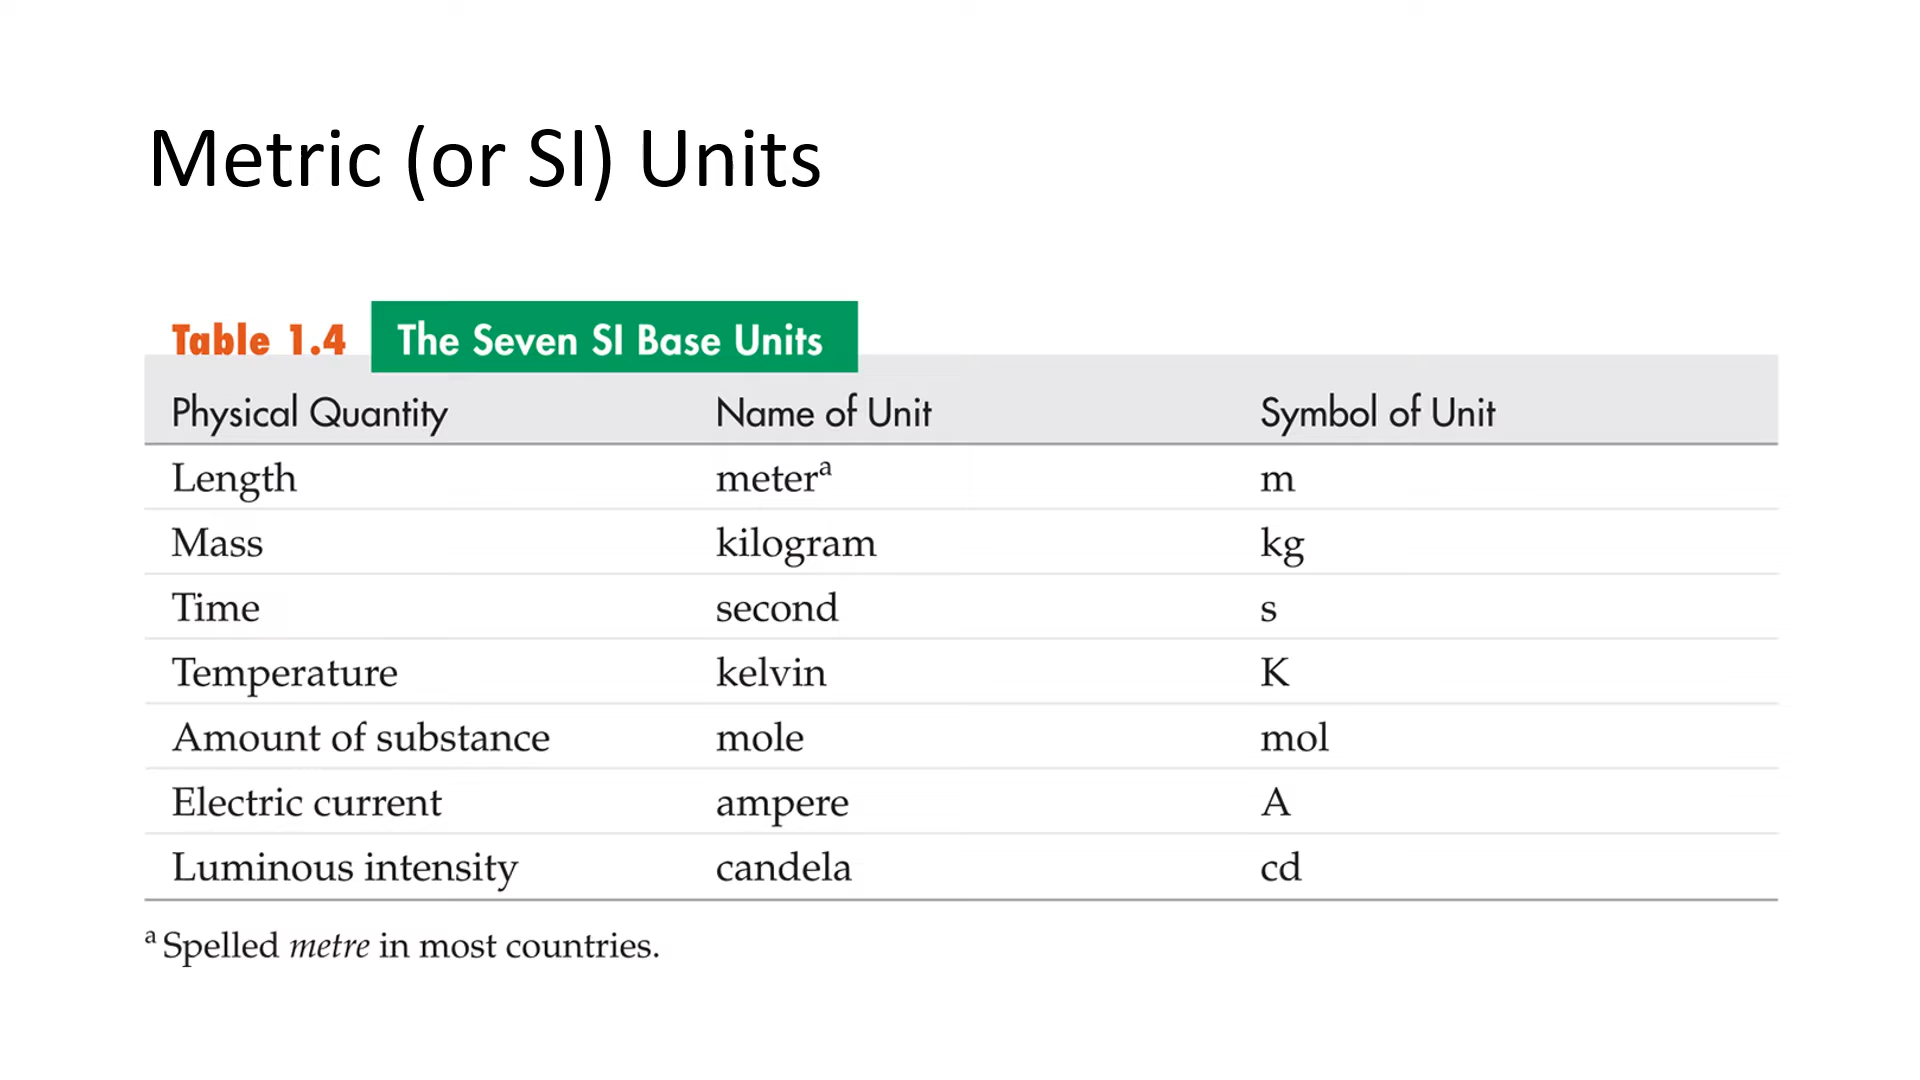 Metric (or SI) Units
Table 1.4 The Seven SI Base Units
Physical Quantity Name of Unit Symbol of Unit
Length meterᵃ m
Mass kilogram kg
Time second s
Temperature kelvin K
Amount of substance mole mol
Electric current ampere A
Luminous intensity candela cd
ᵃ Spelled metre in most countries.